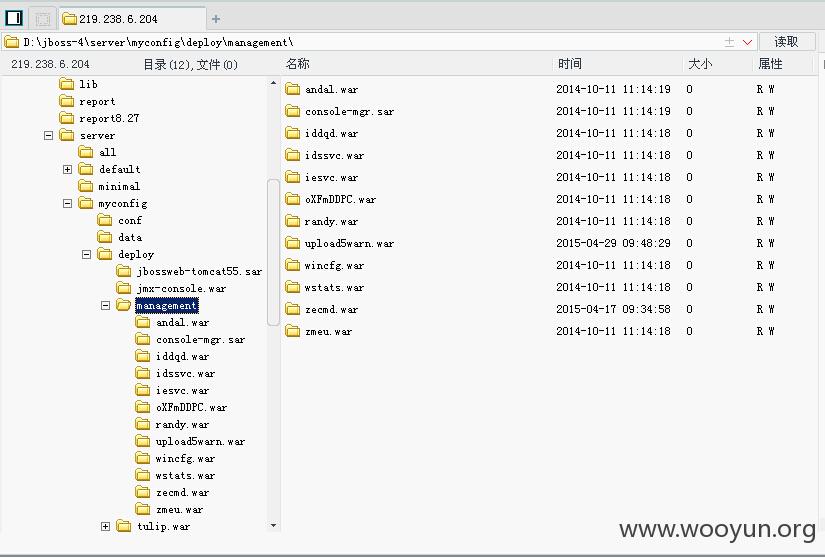 219.238.6.204
D:\jboss-4\server\myconfig\deploy\management\ 读取
219.238.6.204 目录(12),文件(0) 名称 时间 大小 属性
lib
report
report8.27
server
all
default
minimal
myconfig
conf
data
deploy
jbossweb-tomcat55.sar
jmx-console.war
management
andal.war
console-mgr.sar
iddqd.war
idssvc.war
iesvc.war
oXFmDDPC.war
randy.war
upload5warn.war
wincfg.war
wstats.war
zecmd.war
zmeu.war
tulip.war
andal.war 2014-10-11 11:14:19 0 R W
console-mgr.sar 2014-10-11 11:14:19 0 R W
iddqd.war 2014-10-11 11:14:18 0 R W
idssvc.war 2014-10-11 11:14:18 0 R W
iesvc.war 2014-10-11 11:14:18 0 R W
oXFmDDPC.war 2014-10-11 11:14:18 0 R W
randy.war 2014-10-11 11:14:18 0 R W
upload5warn.war 2015-04-29 09:48:29 0 R W
wincfg.war 2014-10-11 11:14:18 0 R W
wstats.war 2014-10-11 11:14:18 0 R W
zecmd.war 2015-04-17 09:34:58 0 R W
zmeu.war 2014-10-11 11:14:18 0 R W
www.wooyun.org